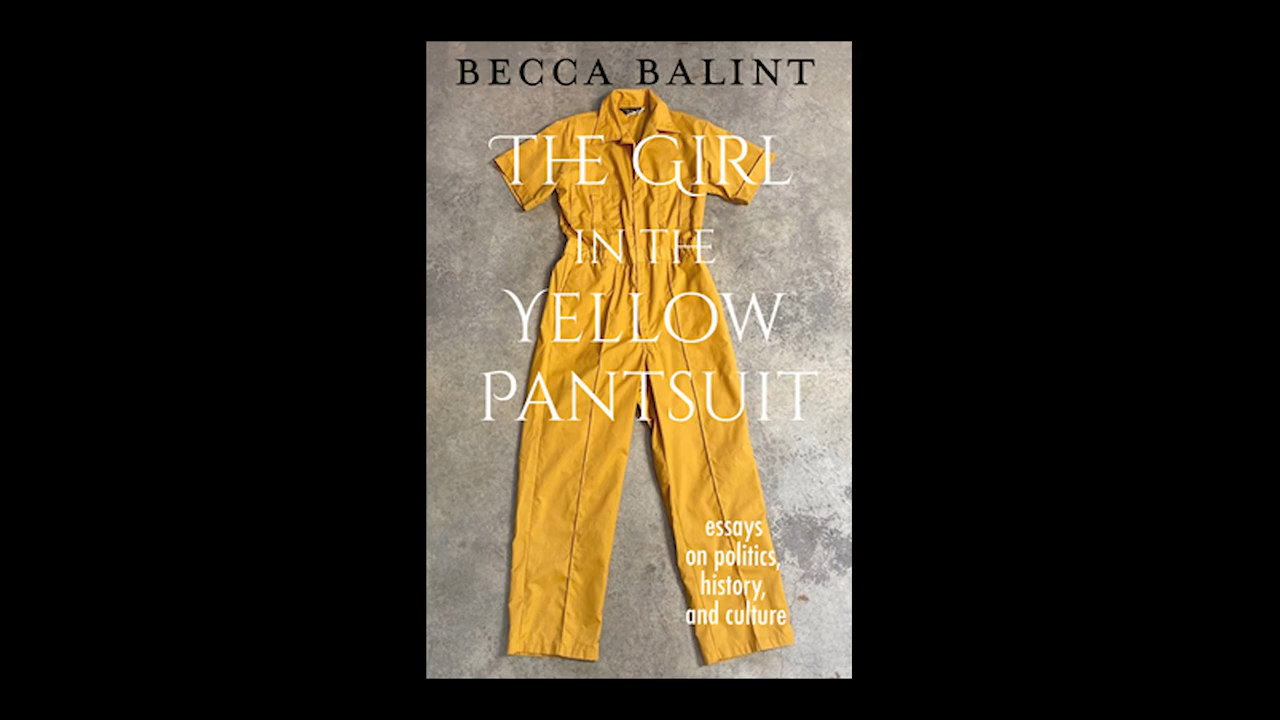 BECCA BALINT
THE GIRL
IN THE
YELLOW
PANTSUIT
essays
on politics,
history,
and culture